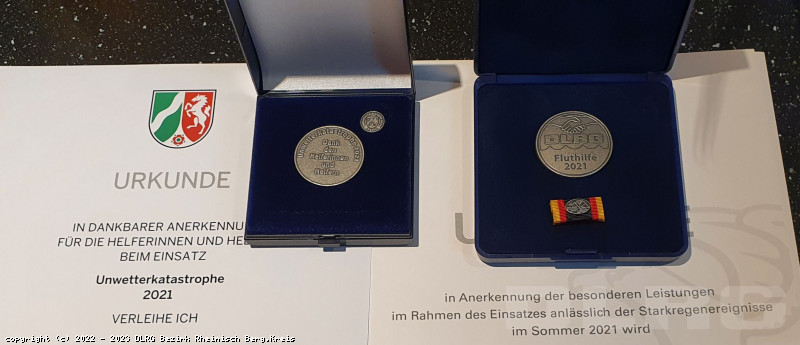 URKUNDE
IN DANKBARER ANERKENNU
FÜR DIE HELFERINNEN UND HE
BEIM EINSATZ
Unwetterkatastrophe
2021
VERLEIHE ICH
Unwetterkatastrophe 2021
Dank
den
Helferinnen
und
Helfern
DLRG
Fluthilfe
2021
U
in Anerkennung der besonderen Leistungen
im Rahmen des Einsatzes anlässlich der Starkregenereignisse
im Sommer 2021 wird
copyright (c) 2022 - 2023 DLRG Bezirk Rheinisch Berg.Kreis